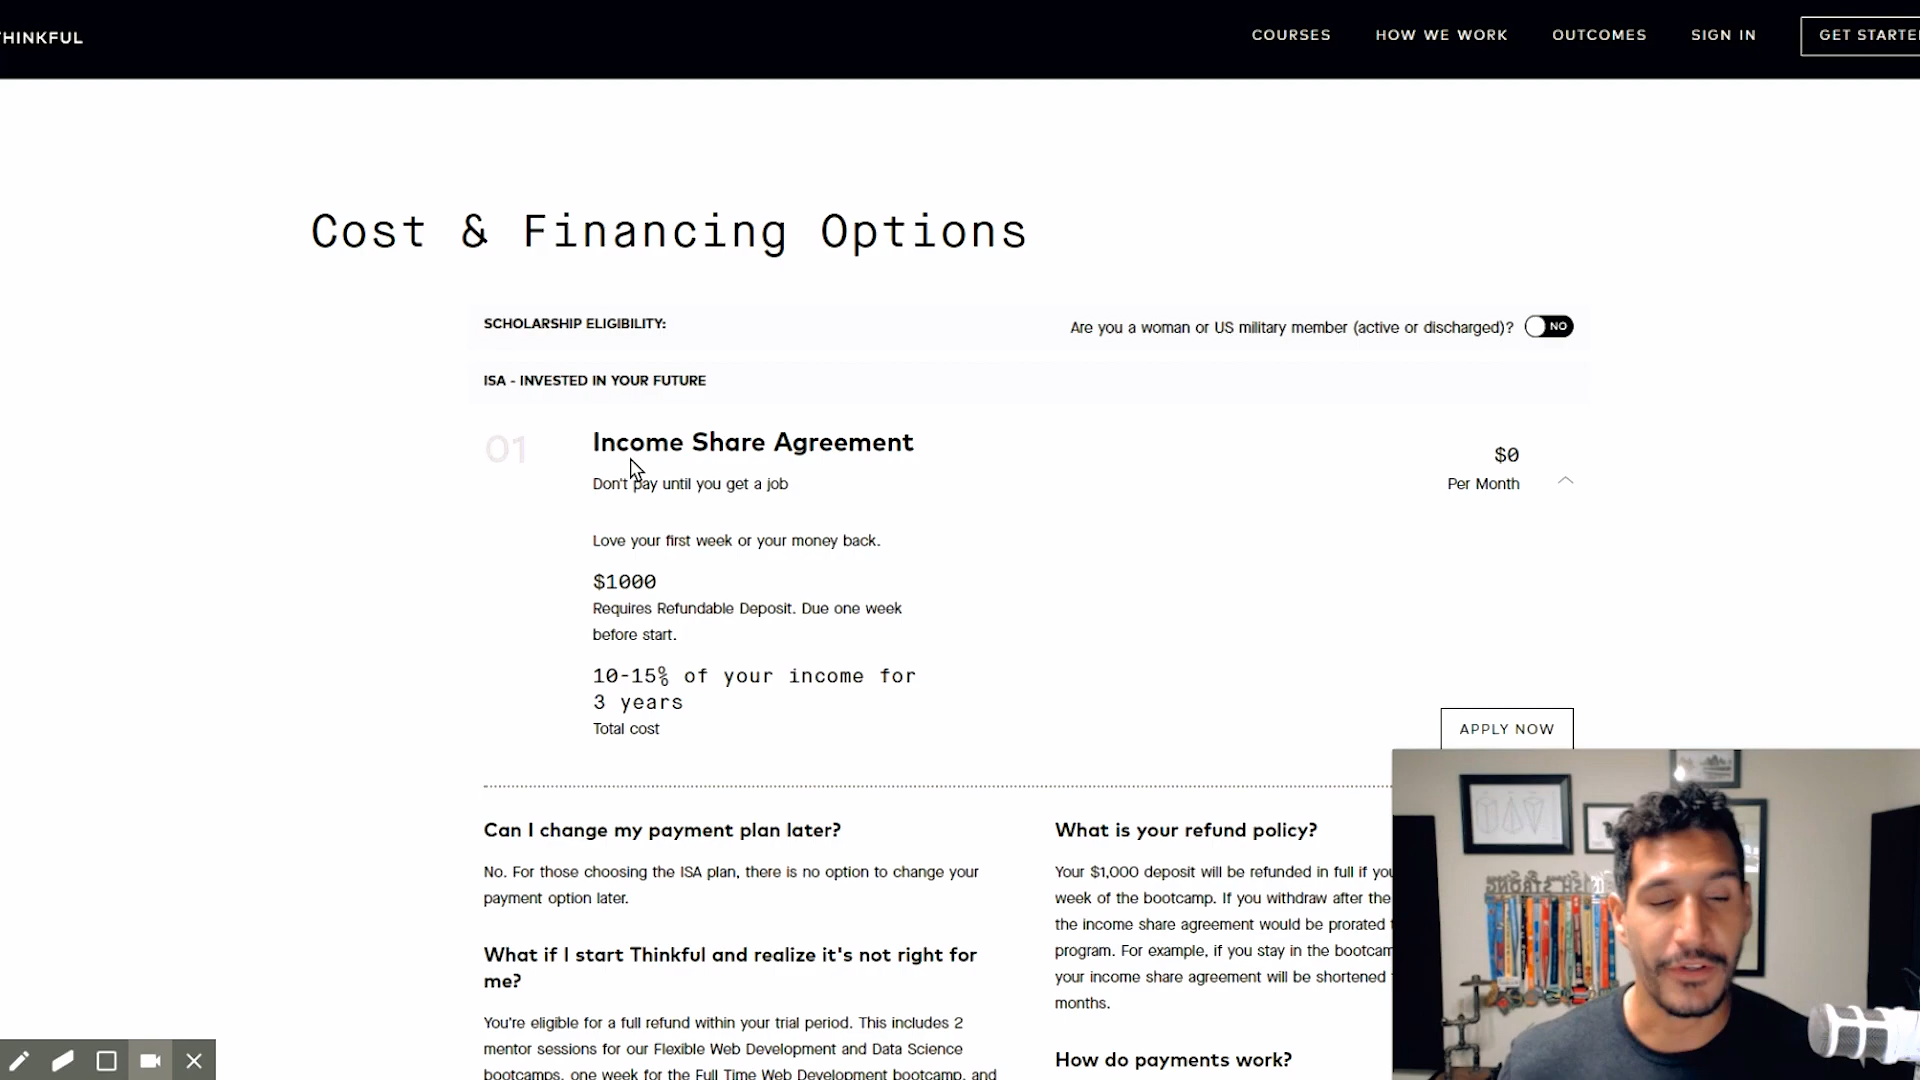 THINKFUL
COURSES
HOW WE WORK
OUTCOMES
SIGN IN
GET STARTE
Cost & Financing Options
SCHOLARSHIP ELIGIBILITY:
Are you a woman or US military member (active or discharged)?
NO
ISA - INVESTED IN YOUR FUTURE
01
Income Share Agreement
Don't pay until you get a job
$0
Per Month
Love your first week or your money back.
$1000
Requires Refundable Deposit. Due one week
before start.
10-15% of your income for
3 years
Total cost
APPLY NOW
Can I change my payment plan later?
No. For those choosing the ISA plan, there is no option to change your
payment option later.
What if I start Thinkful and realize it's not right for
me?
You're eligible for a full refund within your trial period. This includes 2
mentor sessions for our Flexible Web Development and Data Science
bootcamps, one week for the Full Time Web Development bootcamp, and
What is your refund policy?
Your $1,000 deposit will be refunded in full if you
week of the bootcamp. If you withdraw after the
the income share agreement would be prorated
program. For example, if you stay in the bootcam
your income share agreement will be shortened
months.
How do payments work?